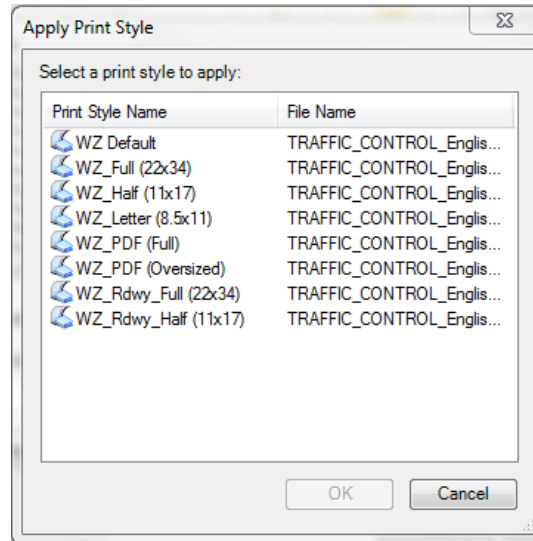 Apply Print Style
Select a print style to apply:
Print Style Name File Name
WZ Default TRAFFIC_CONTROL_Englis...
WZ_Full (22x34) TRAFFIC_CONTROL_Englis...
WZ_Half (11x17) TRAFFIC_CONTROL_Englis...
WZ_Letter (8.5x11) TRAFFIC_CONTROL_Englis...
WZ_PDF (Full) TRAFFIC_CONTROL_Englis...
WZ_PDF (Oversized) TRAFFIC_CONTROL_Englis...
WZ_Rdwy_Full (22x34) TRAFFIC_CONTROL_Englis...
WZ_Rdwy_Half (11x17) TRAFFIC_CONTROL_Englis...
OK Cancel